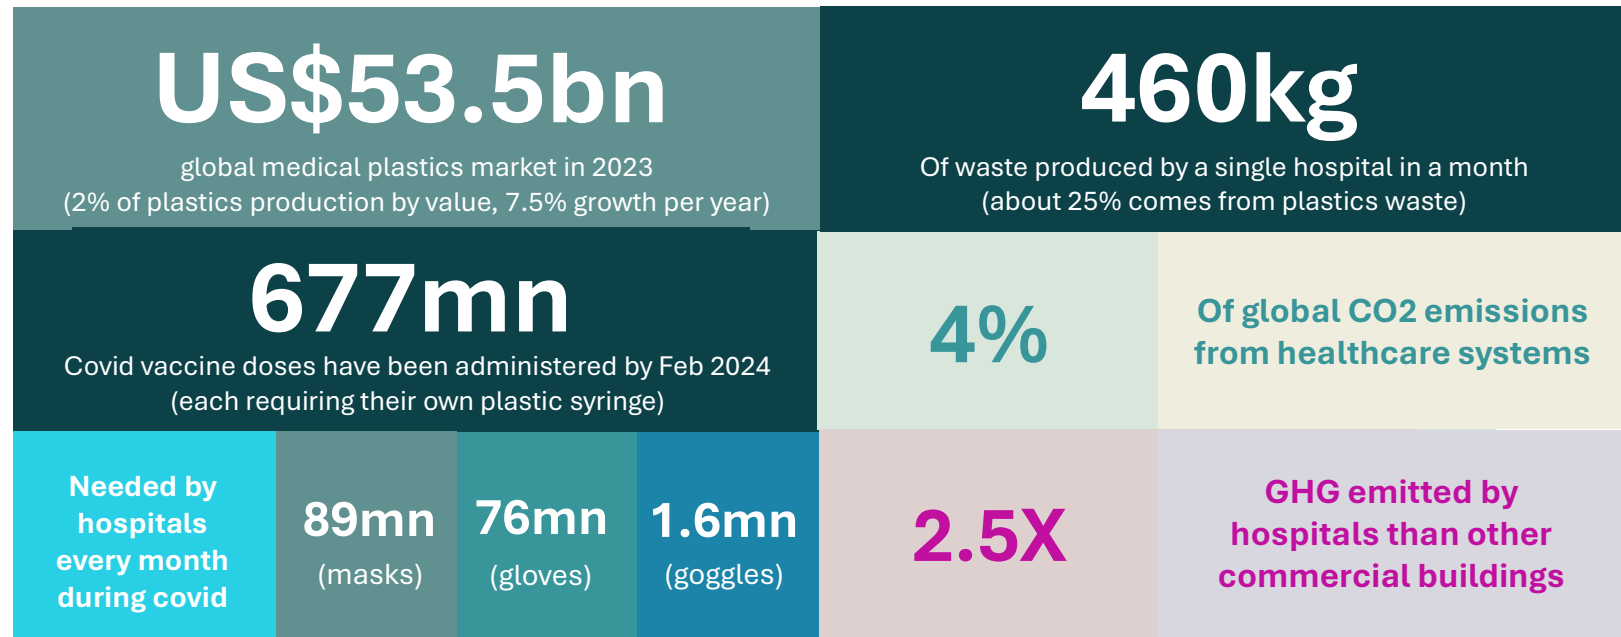 US$53.5bn
global medical plastics market in 2023
(2% of plastics production by value, 7.5% growth per year)
460kg
Of waste produced by a single hospital in a month
(about 25% comes from plastics waste)
677mn
Covid vaccine doses have been administered by Feb 2024
(each requiring their own plastic syringe)
4%
Of global CO2 emissions
from healthcare systems
Needed by
hospitals
every month
during covid
89mn
(masks)
76mn
(gloves)
1.6mn
(goggles)
2.5X
GHG emitted by
hospitals than other
commercial buildings